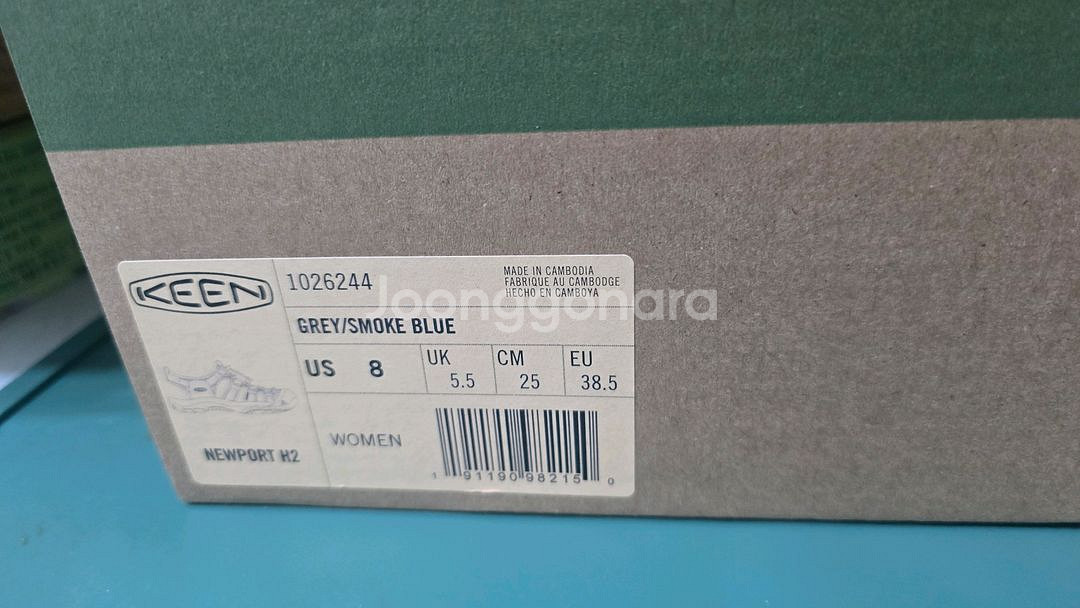 KEEN
1026244
MADE IN CAMBODIA
FABRIQUE AU CAMBODGE
HECHO EN CAMBOYA
Joonggonara
GREY/SMOKE BLUE
US 8
UK 5.5
CM 25
EU 38.5
WOMEN
NEWPORT H2
1 91190 98215 0